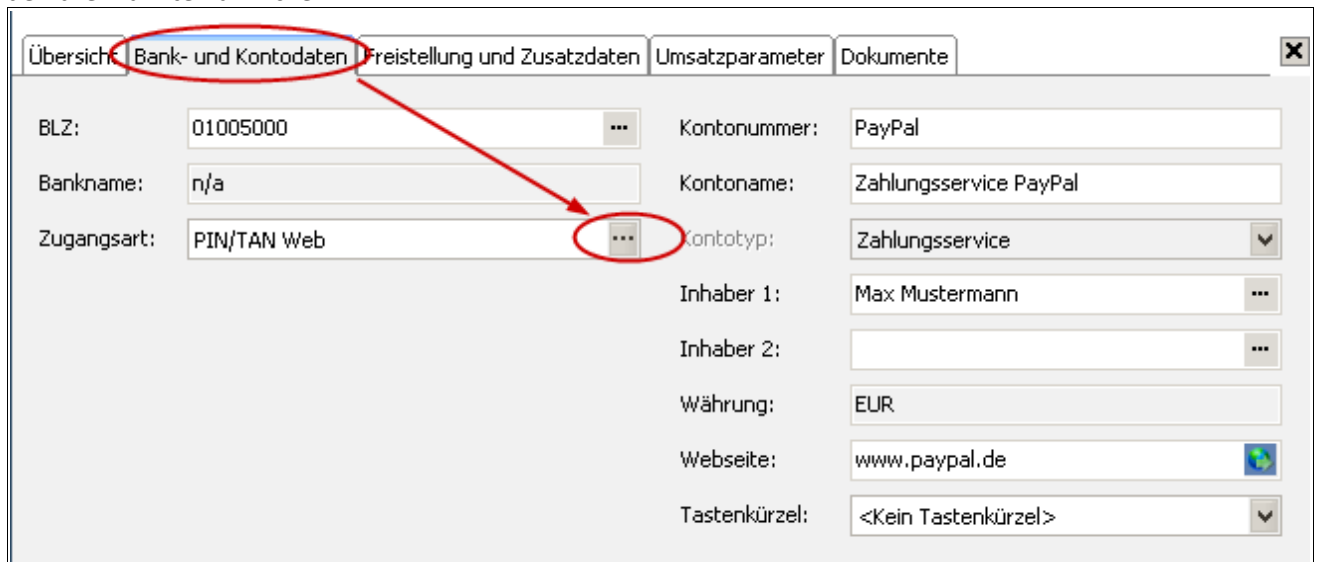 Übersicht Bank- und Kontodaten Freistellung und Zusatzdaten Umsatzparameter Dokumente
BLZ: 01005000 ... Kontonummer: PayPal
Bankname: n/a Kontoname: Zahlungsservice PayPal
Zugangsart: PIN/TAN Web ... Kontotyp: Zahlungsservice
Inhaber 1: Max Mustermann ...
Inhaber 2: ...
Währung: EUR
Webseite: www.paypal.de
Tastenkürzel: <Kein Tastenkürzel>